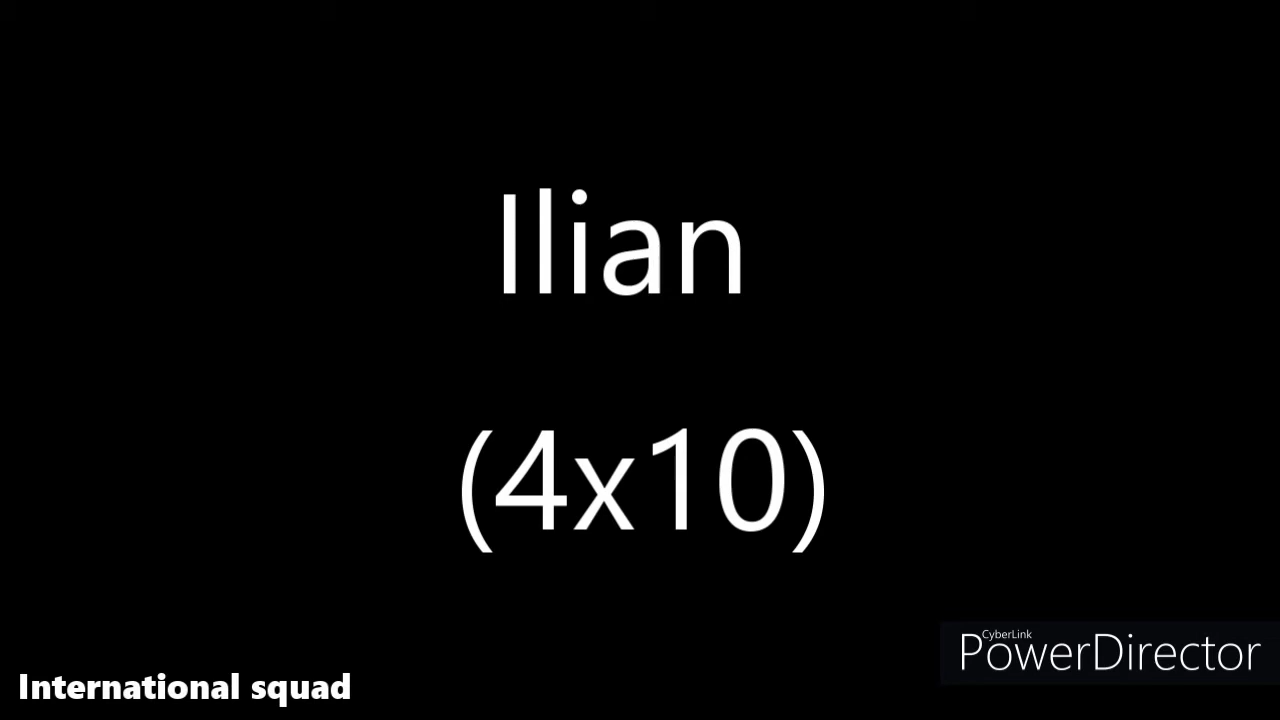 Ilian
(4x10)
CyberLink
PowerDirector
International squad